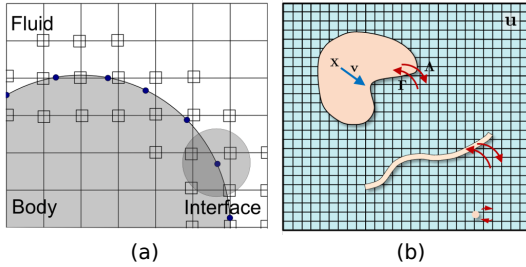 Fluid
Body
Interface
(a)
u
X
v
Λ
Γ
(b)